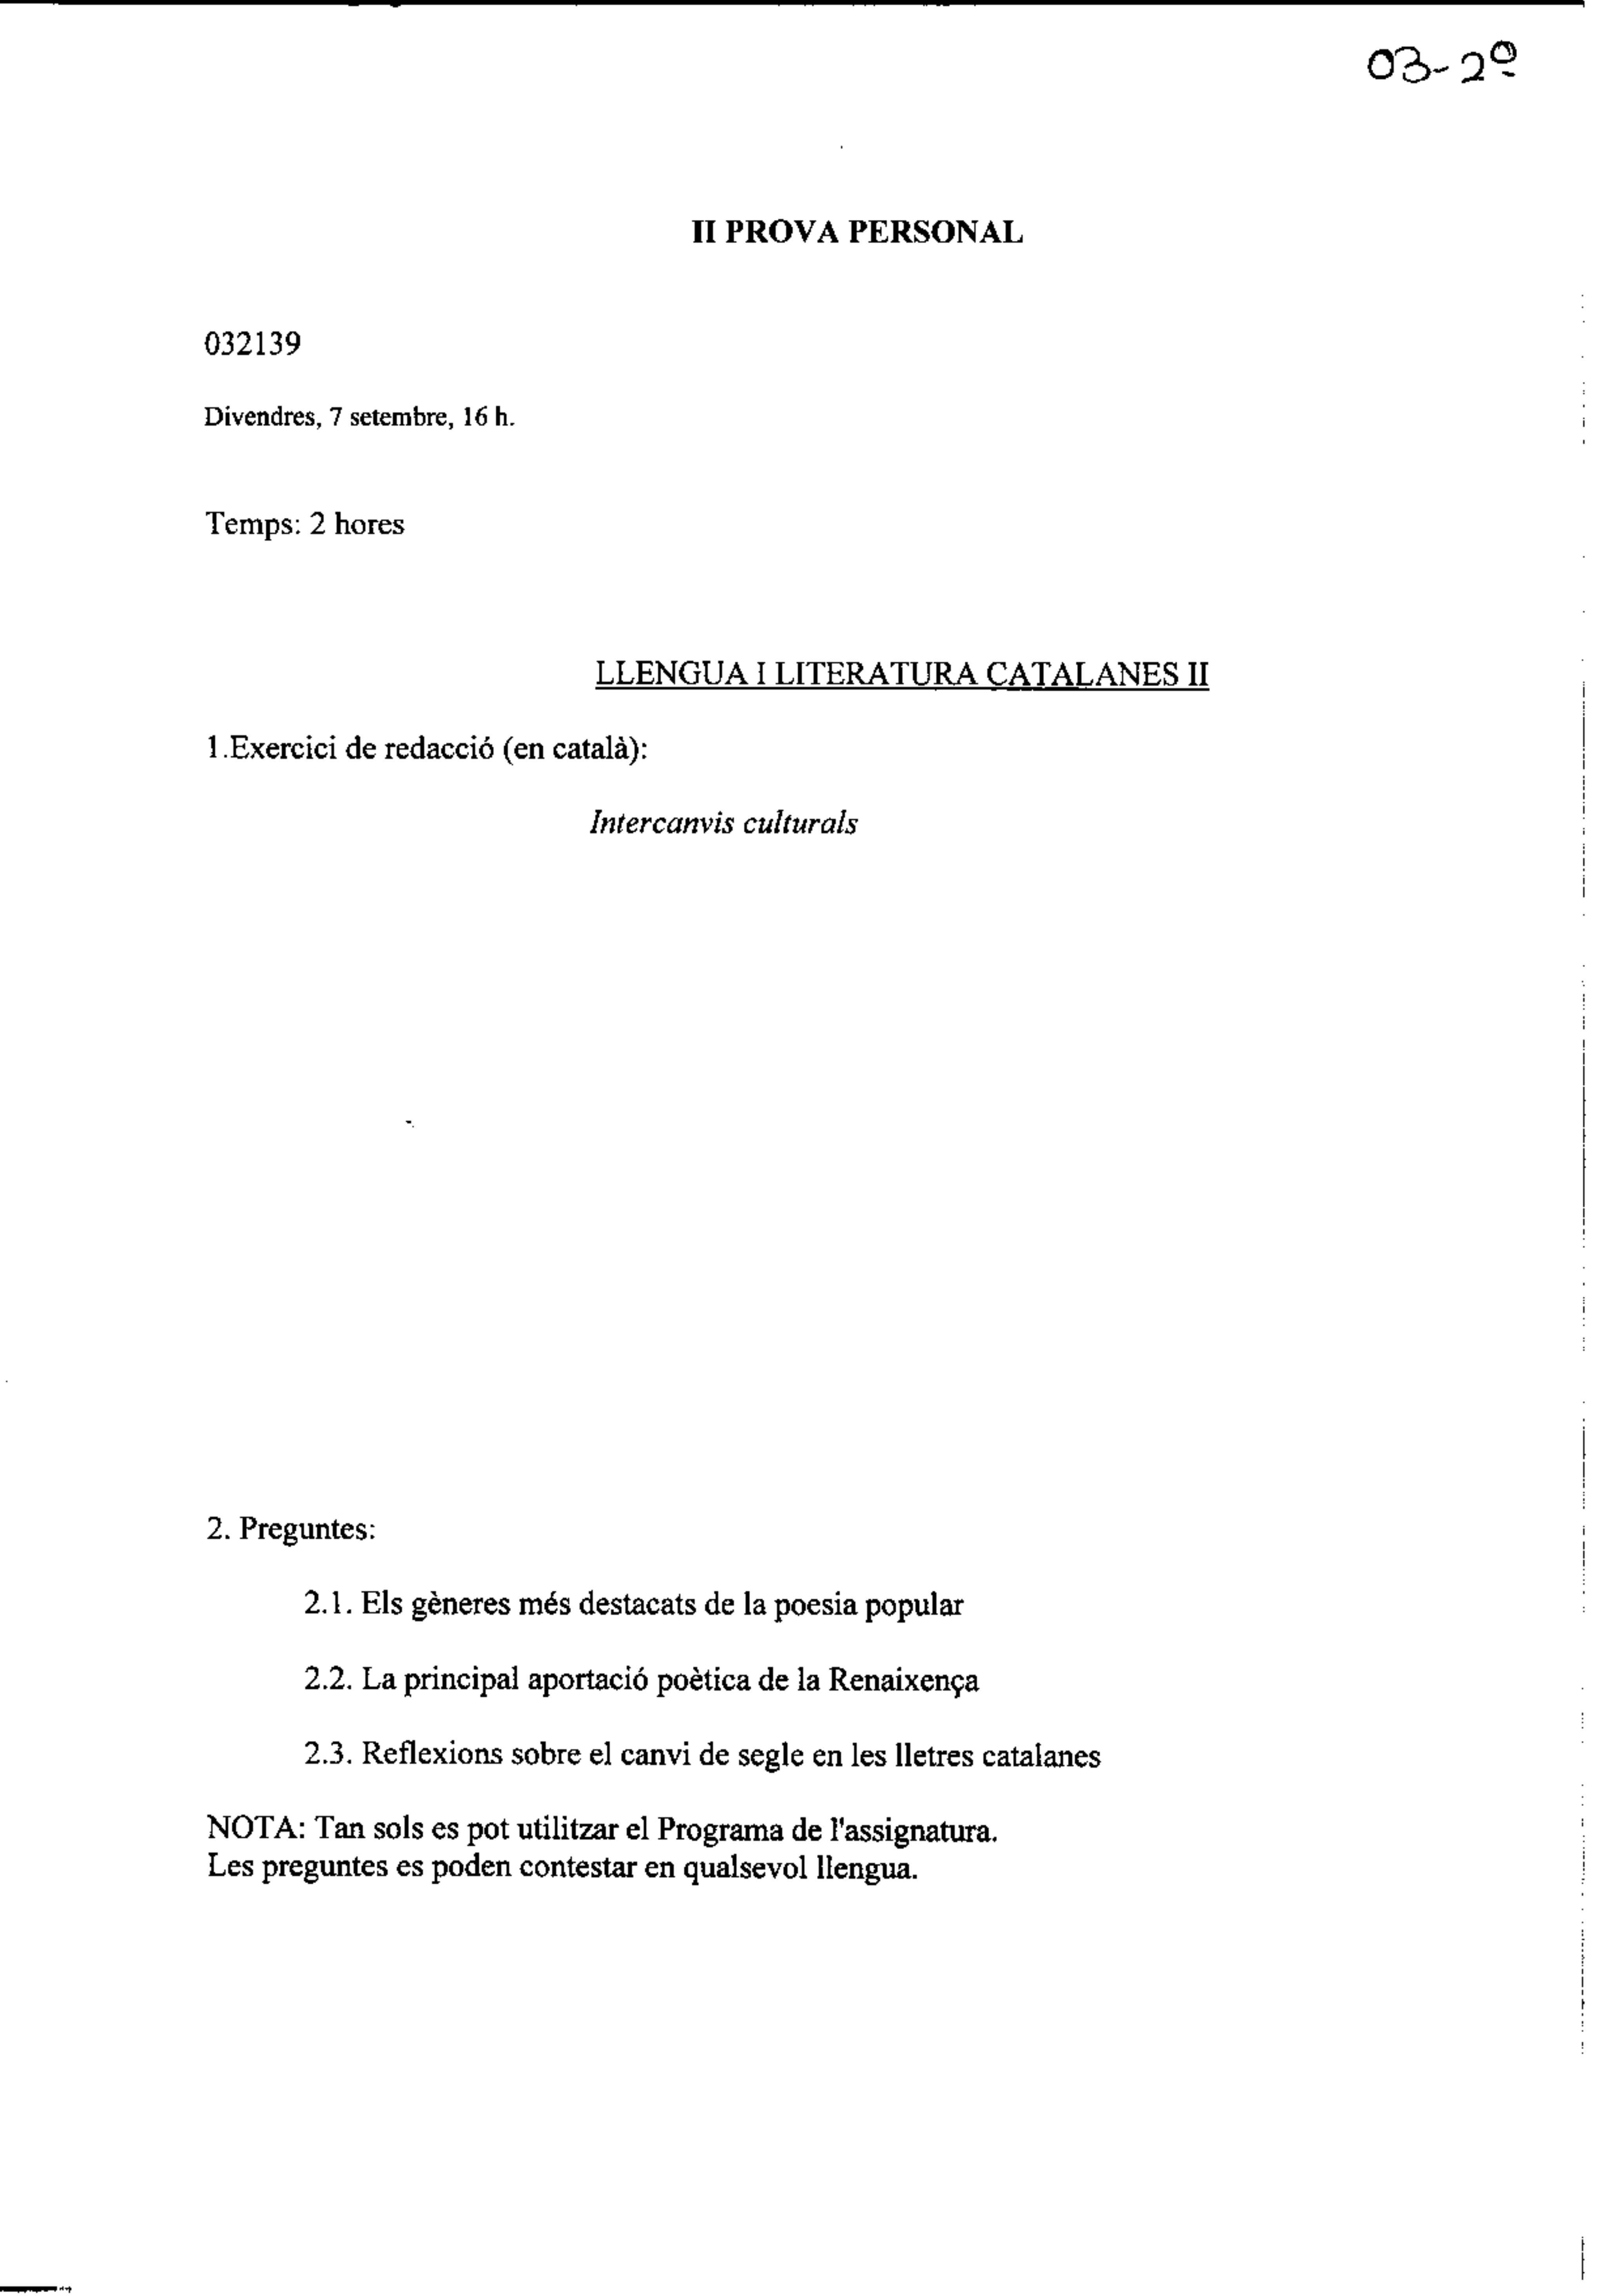 03-2º
II PROVA PERSONAL
032139
Divendres, 7 setembre, 16 h.
Temps: 2 hores
LLENGUA I LITERATURA CATALANES II
1.Exercici de redacció (en català):
Intercanvis culturals
2. Preguntes:
2.1. Els gèneres més destacats de la poesia popular
2.2. La principal aportació poètica de la Renaixença
2.3. Reflexions sobre el canvi de segle en les lletres catalanes
NOTA: Tan sols es pot utilitzar el Programa de l'assignatura.
Les preguntes es poden contestar en qualsevol llengua.